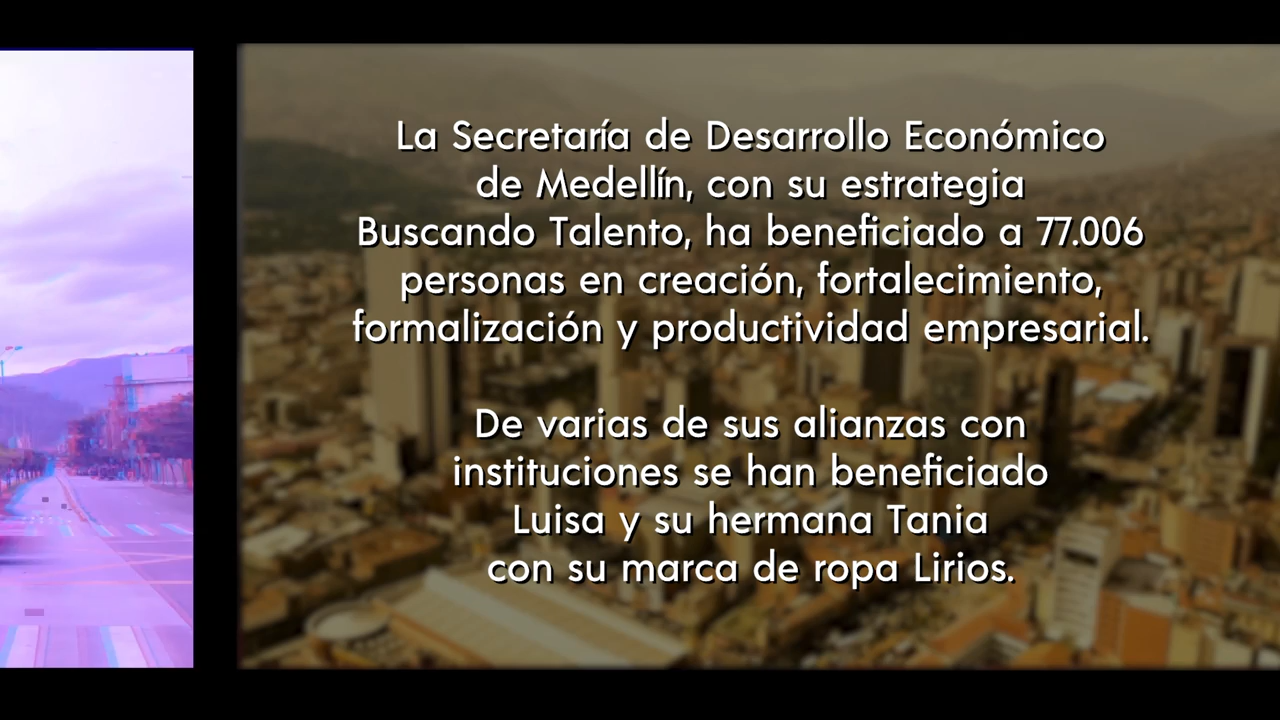 La Secretaría de Desarrollo Económico
de Medellín, con su estrategia
Buscando Talento, ha beneficiado a 77.006
personas en creación, fortalecimiento,
formalización y productividad empresarial.
De varias de sus alianzas con
instituciones se han beneficiado
Luisa y su hermana Tania
con su marca de ropa Lirios.